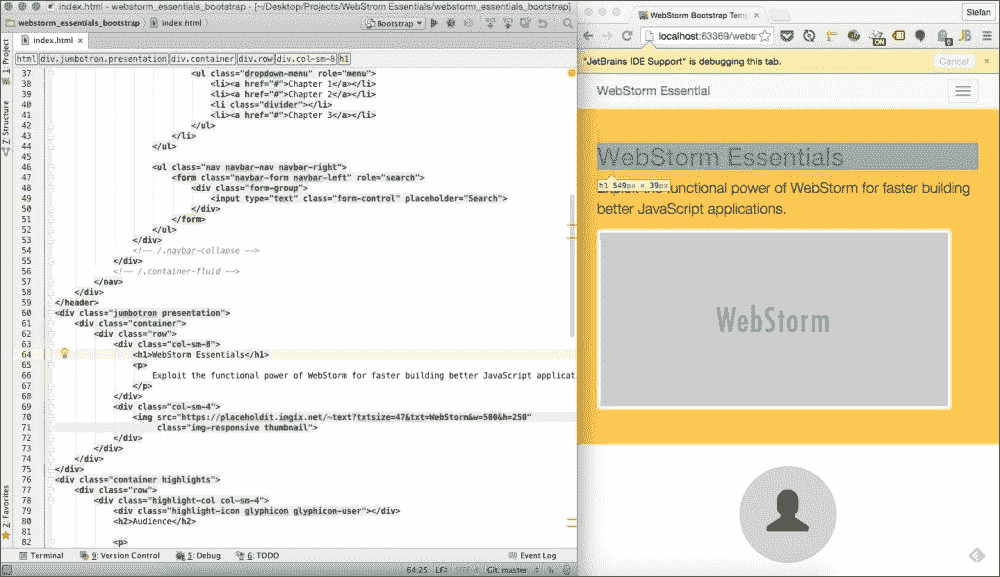 index.html - webstorm_essentials_bootstrap - [~/Desktop/Projects/WebStrom Essentials/webstorm_essentials_bootstrap]
webstorm_essentials_bootstrap index.html Bootstrap
index.html ×
html div.jumbotron.presentation div.container div.row div.col-sm-8 h1
1: Project
7: Structure
2: Favorites
37 <ul class="dropdown-menu" role="menu">
38 <li><a href="#">Chapter 1</a></li>
39 <li><a href="#">Chapter 2</a></li>
40 <li class="divider"></li>
41 <li><a href="#">Chapter 3</a></li>
42 </ul>
43 </li>
44 </ul>
45
46 <ul class="nav navbar-nav navbar-right">
47 <form class="navbar-form navbar-left" role="search">
48 <div class="form-group">
49 <input type="text" class="form-control" placeholder="Search">
50 </div>
51 </form>
52 </ul>
53 </div>
54 <!-- /.navbar-collapse -->
55 </div>
56 <!-- /.container-fluid -->
57 </nav>
58 </div>
59 </header>
60 <div class="jumbotron presentation">
61 <div class="container">
62 <div class="row">
63 <div class="col-sm-8">
64 <h1>WebStorm Essentials</h1>
65 <p>
66 Exploit the functional power of WebStorm for faster building better JavaScript applicat
67 </p>
68 </div>
69 <div class="col-sm-4">
70 <img src="https://placeholdit.imgix.net/~text?txtsize=47&txt=WebStorm&w=500&h=250"
71 class="img-responsive thumbnail">
72 </div>
73 </div>
74 </div>
75 </div>
76 <div class="container highlights">
77 <div class="row">
78 <div class="highlight-col col-sm-4">
79 <div class="highlight-icon glyphicon glyphicon-user"></div>
80 <h2>Audience</h2>
81
82 <p>
Terminal 9: Version Control 5: Debug 6: TODO Event Log
64:25 Git: master
WebStorm Bootstrap Temp ×
Stefan
localhost:63369/webs
"JetBrains IDE Support" is debugging this tab. Cancel ×
WebStorm Essential
WebStorm Essentials
h1 549px × 39px
functional power of WebStorm for faster building
better JavaScript applications.
WebStorm